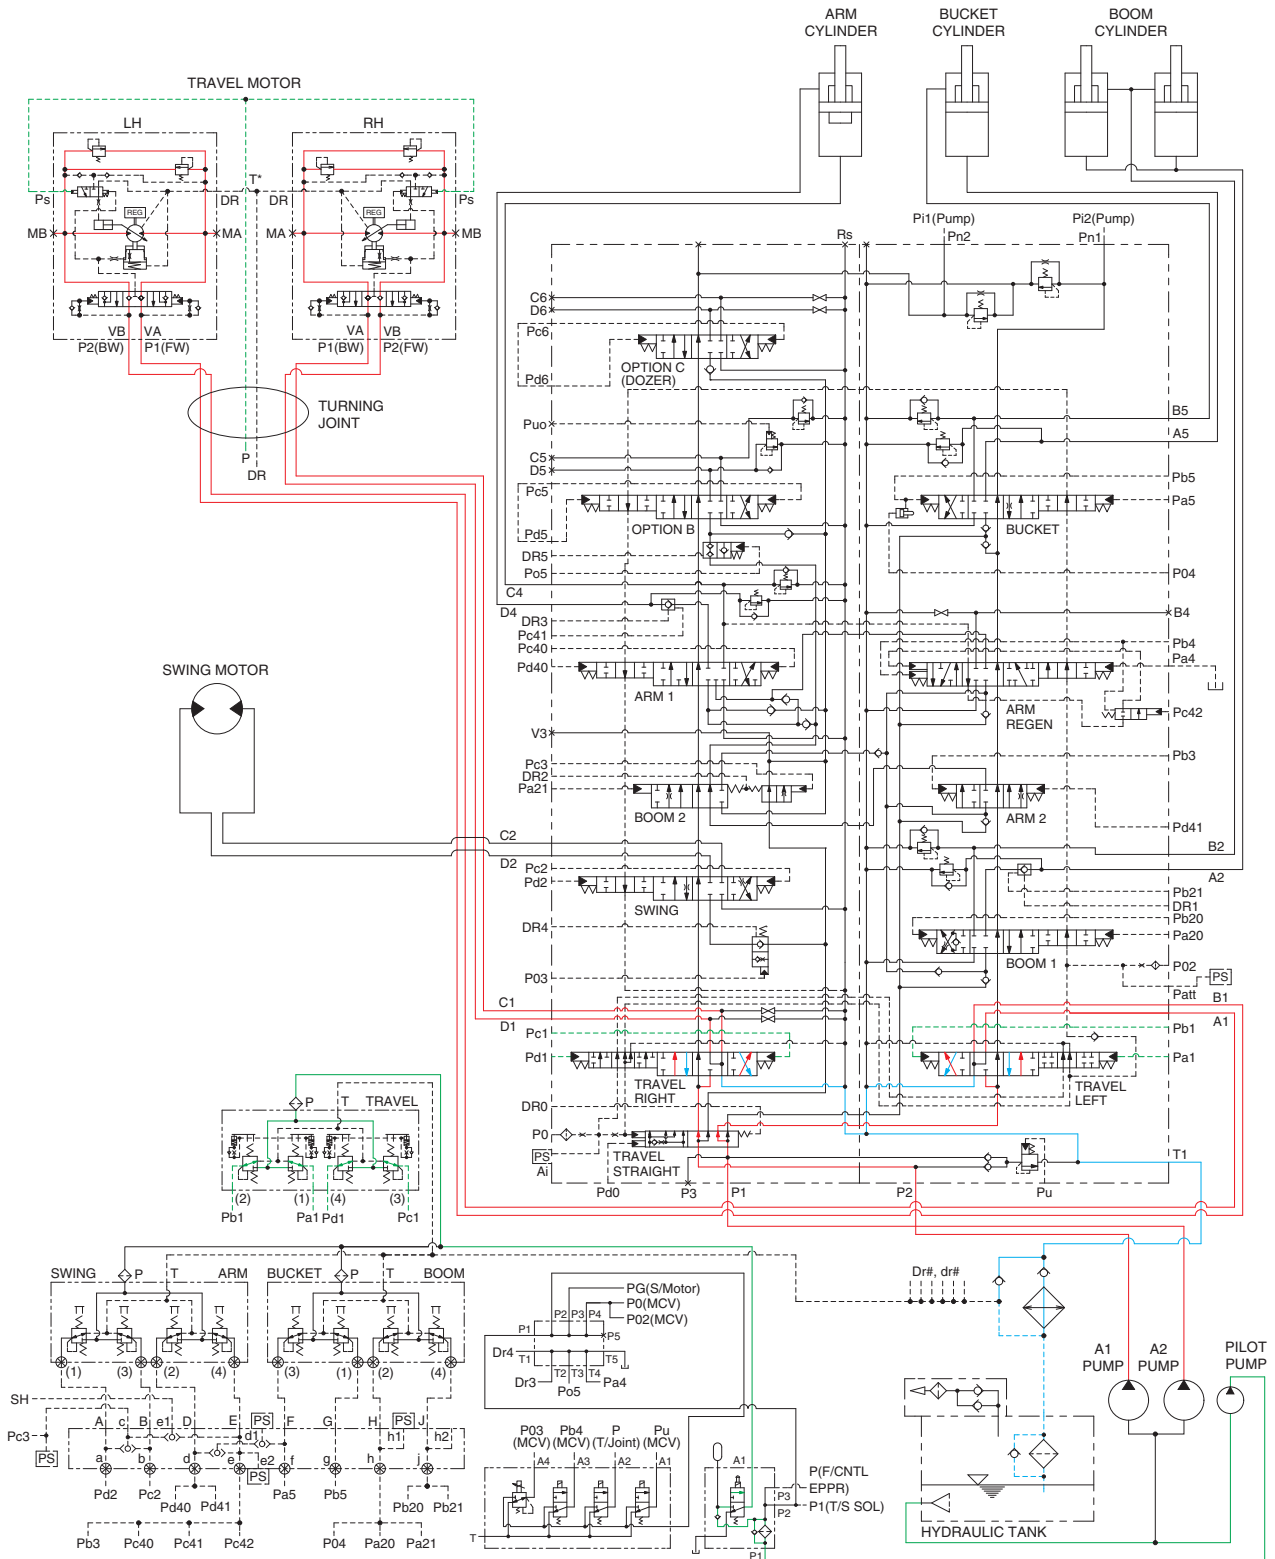 ARM
CYLINDER
BUCKET
CYLINDER
BOOM
CYLINDER
TRAVEL MOTOR
LH
RH
T*
Ps
DR
DR
Ps
REG
REG
MB
MA
MA
MB
VB
VA
VA
VB
P2(BW)
P1(FW)
P1(BW)
P2(FW)
TURNING
JOINT
P
DR
Pi1(Pump)
Pn2
Pi2(Pump)
Pn1
Rs
C6
D6
Pc6
OPTION C
(DOZER)
Pd6
Puo
C5
D5
Pc5
OPTION B
Pd5
DR5
Po5
C4
D4
DR3
Pc41
Pc40
Pd40
ARM 1
V3
Pc3
DR2
Pa21
BOOM 2
C2
D2
Pc2
Pd2
SWING
DR4
P03
C1
D1
Pc1
Pd1
TRAVEL
RIGHT
DR0
P0
PS
Ai
TRAVEL
STRAIGHT
Pd0
P3
P1
P2
Pu
T1
B5
A5
Pb5
Pa5
BUCKET
P04
B4
Pb4
Pa4
ARM
REGEN
Pc42
Pb3
ARM 2
Pd41
B2
A2
Pb21
DR1
Pb20
Pa20
BOOM 1
P02
PS
Patt
B1
A1
Pb1
Pa1
TRAVEL
LEFT
SWING MOTOR
P
T
TRAVEL
(2)
(1)
(4)
(3)
Pb1
Pa1
Pd1
Pc1
SWING
P
T
ARM
BUCKET
P
T
BOOM
(1)
(3)
(2)
(4)
(3)
(1)
(2)
(4)
SH
Pc3
PS
A
c
B
e1
D
E
PS
d1
F
G
H
PS
h1
J
h2
a
b
d
e
PS
e2
f
g
h
j
Pd2
Pc2
Pd40
Pd41
Pa5
Pb5
Pb20
Pb21
Pb3
Pc40
Pc41
Pc42
P04
Pa20
Pa21
PG(S/Motor)
P0(MCV)
P02(MCV)
P1
P2
P3
P4
P5
Dr4
T1
T2
T3
T4
T5
Dr3
Po5
Pa4
P03
(MCV)
Pb4
(MCV)
P
(T/Joint)
Pu
(MCV)
A4
A3
A2
A1
T
A1
P(F/CNTL
EPPR)
P3
P2
P1(T/S SOL)
P1
Dr#, dr#
A1
PUMP
A2
PUMP
PILOT
PUMP
HYDRAULIC TANK